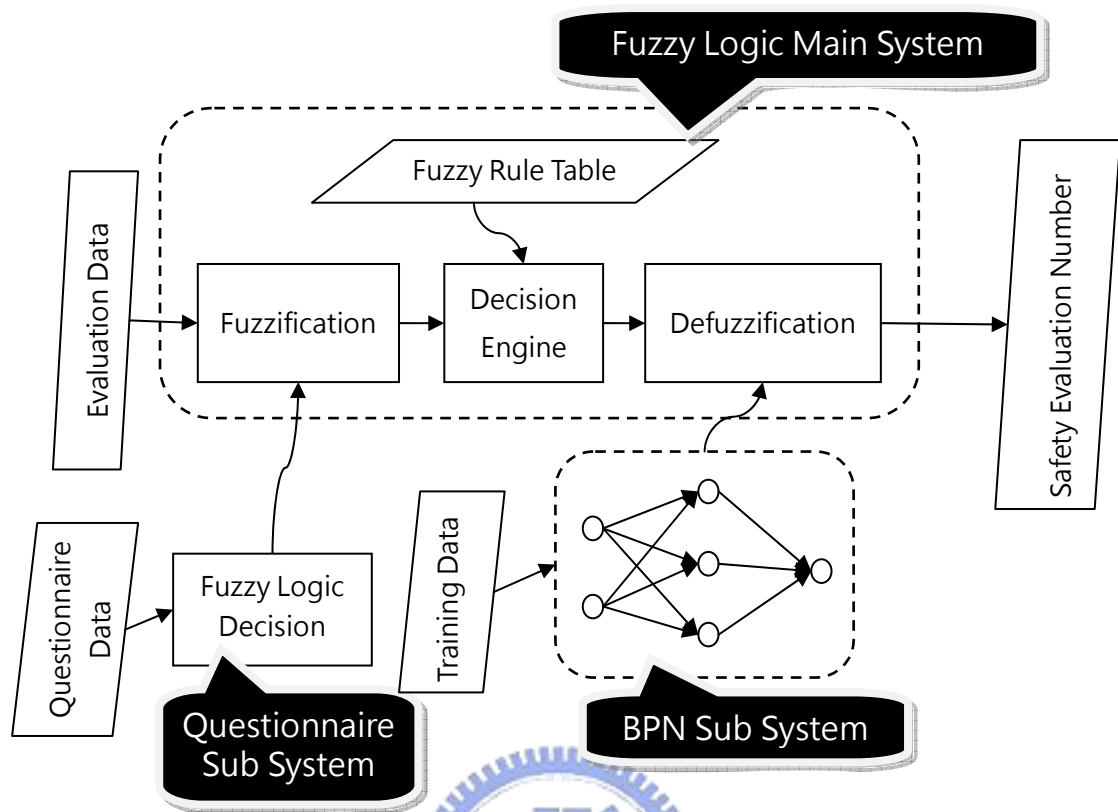 Fuzzy Logic Main System
Fuzzy Rule Table
Evaluation Data
Fuzzification
Decision
Engine
Defuzzification
Safety Evaluation Number
Questionnaire
Data
Fuzzy Logic
Decision
Training Data
Questionnaire
Sub System
BPN Sub System